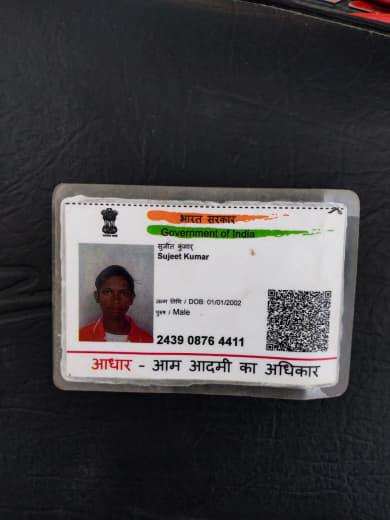 भारत सरकार
Government of India
सुजीत कुमार
Sujeet Kumar
जन्म तिथि / DOB: 01/01/2002
पुरुष / Male
2439 0876 4411
आधार - आम आदमी का अधिकार